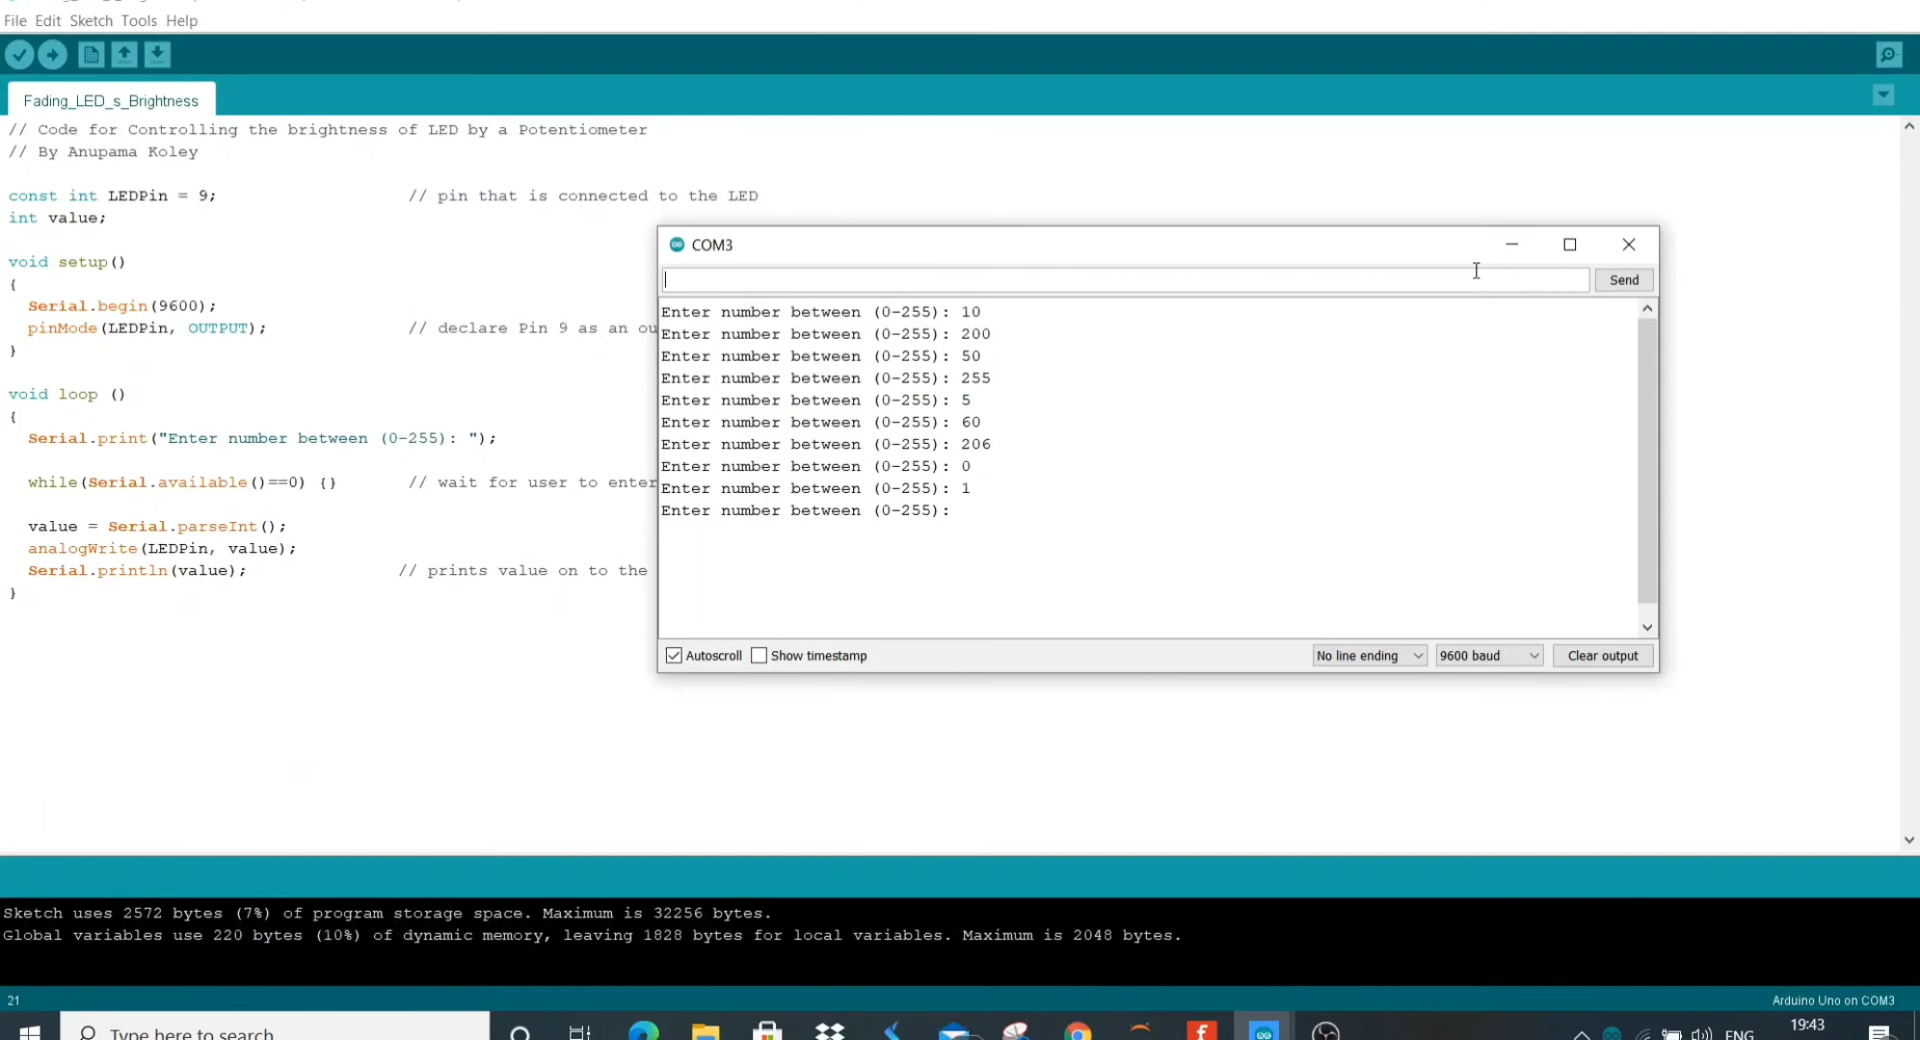 File Edit Sketch Tools Help
Fading_LED_s_Brightness
// Code for Controlling the brightness of LED by a Potentiometer
// By Anupama Koley
const int LEDPin = 9; // pin that is connected to the LED
int value;
void setup()
{
Serial.begin(9600);
pinMode(LEDPin, OUTPUT); // declare Pin 9 as an ou
}
void loop ()
{
Serial.print("Enter number between (0-255): ");
while(Serial.available()==0) {} // wait for user to enter
value = Serial.parseInt();
analogWrite(LEDPin, value);
Serial.println(value); // prints value on to the
}
COM3
Send
Enter number between (0-255): 10
Enter number between (0-255): 200
Enter number between (0-255): 50
Enter number between (0-255): 255
Enter number between (0-255): 5
Enter number between (0-255): 60
Enter number between (0-255): 206
Enter number between (0-255): 0
Enter number between (0-255): 1
Enter number between (0-255):
Autoscroll Show timestamp No line ending 9600 baud Clear output
Sketch uses 2572 bytes (7%) of program storage space. Maximum is 32256 bytes.
Global variables use 220 bytes (10%) of dynamic memory, leaving 1828 bytes for local variables. Maximum is 2048 bytes.
21 Arduino Uno on COM3
Type here to search ENG 19:43